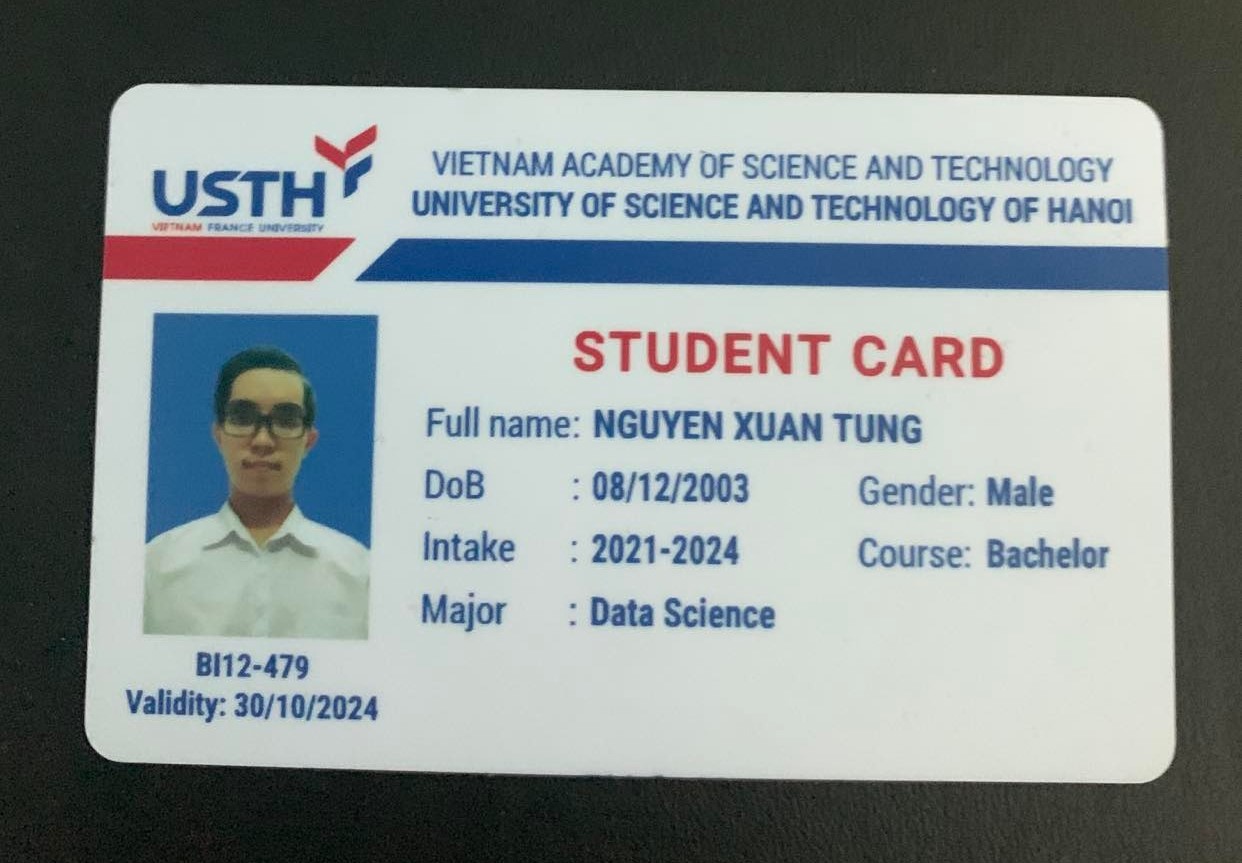 USTH
VIETNAM FRANCE UNIVERSITY
VIETNAM ACADEMY OF SCIENCE AND TECHNOLOGY
UNIVERSITY OF SCIENCE AND TECHNOLOGY OF HANOI
STUDENT CARD
Full name: NGUYEN XUAN TUNG
DoB : 08/12/2003 Gender: Male
Intake : 2021-2024 Course: Bachelor
Major : Data Science
BI12-479
Validity: 30/10/2024